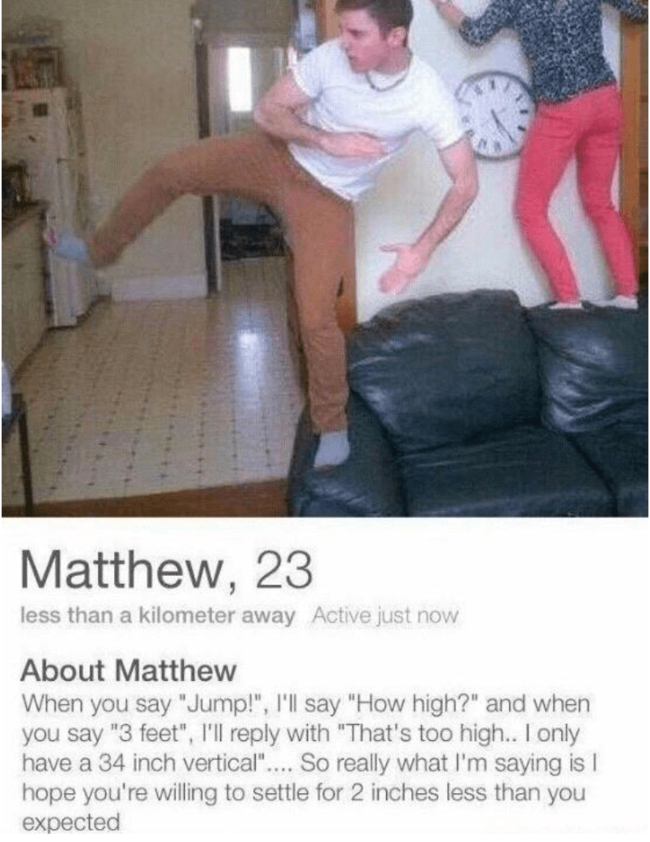 Matthew, 23
less than a kilometer away Active just now
About Matthew
When you say "Jump!", I'll say "How high?" and when
you say "3 feet", I'll reply with "That's too high.. I only
have a 34 inch vertical".... So really what I'm saying is I
hope you're willing to settle for 2 inches less than you
expected